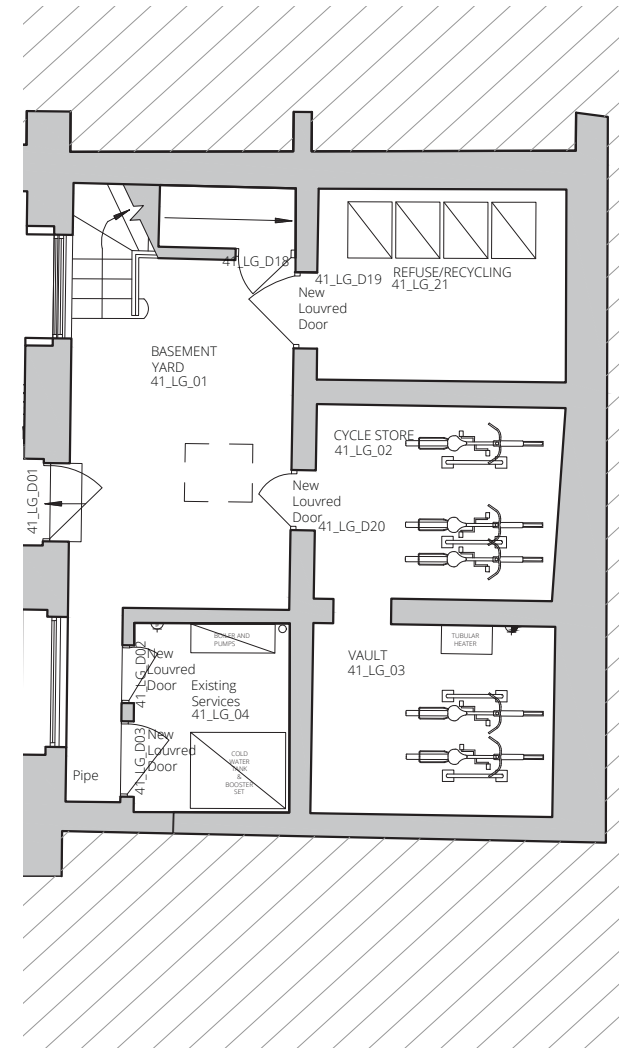 41_LG_D18
41_LG_D19
New
Louvred
Door
REFUSE/RECYCLING
41_LG_21
BASEMENT
YARD
41_LG_01
CYCLE STORE
41_LG_02
41_LG_D01
New
Louvred
Door
41_LG_D20
BOILER AND
PUMPS
TUBULAR
HEATER
41_LG_D02
New
Louvred
Door
Existing
Services
41_LG_04
VAULT
41_LG_03
41_LG_D03
New
Louvred
Door
COLD
WATER
TANK
&
BOOSTER
SET
Pipe